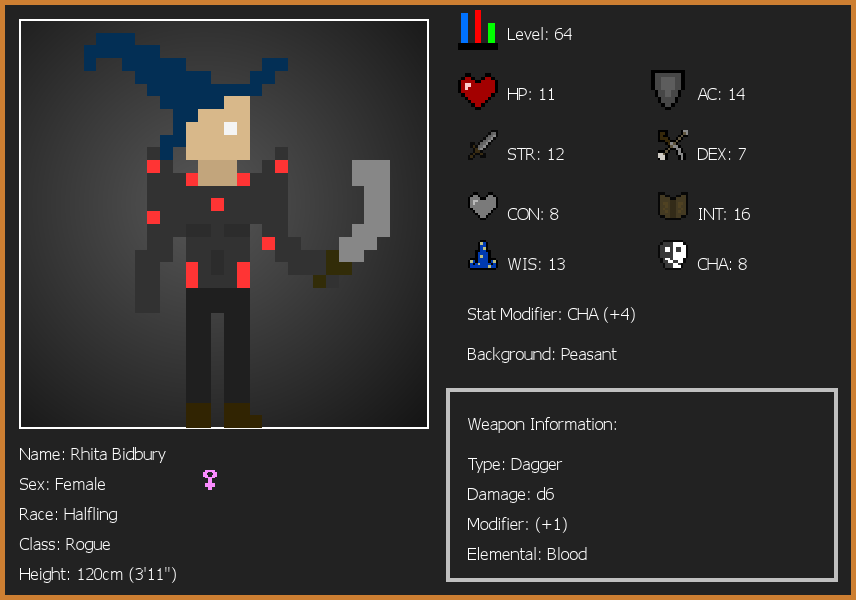 Level: 64
HP: 11
AC: 14
STR: 12
DEX: 7
CON: 8
INT: 16
WIS: 13
CHA: 8
Stat Modifier: CHA (+4)
Background: Peasant
Weapon Information:
Type: Dagger
Damage: d6
Modifier: (+1)
Elemental: Blood
Name: Rhita Bidbury
Sex: Female
Race: Halfling
Class: Rogue
Height: 120cm (3'11")